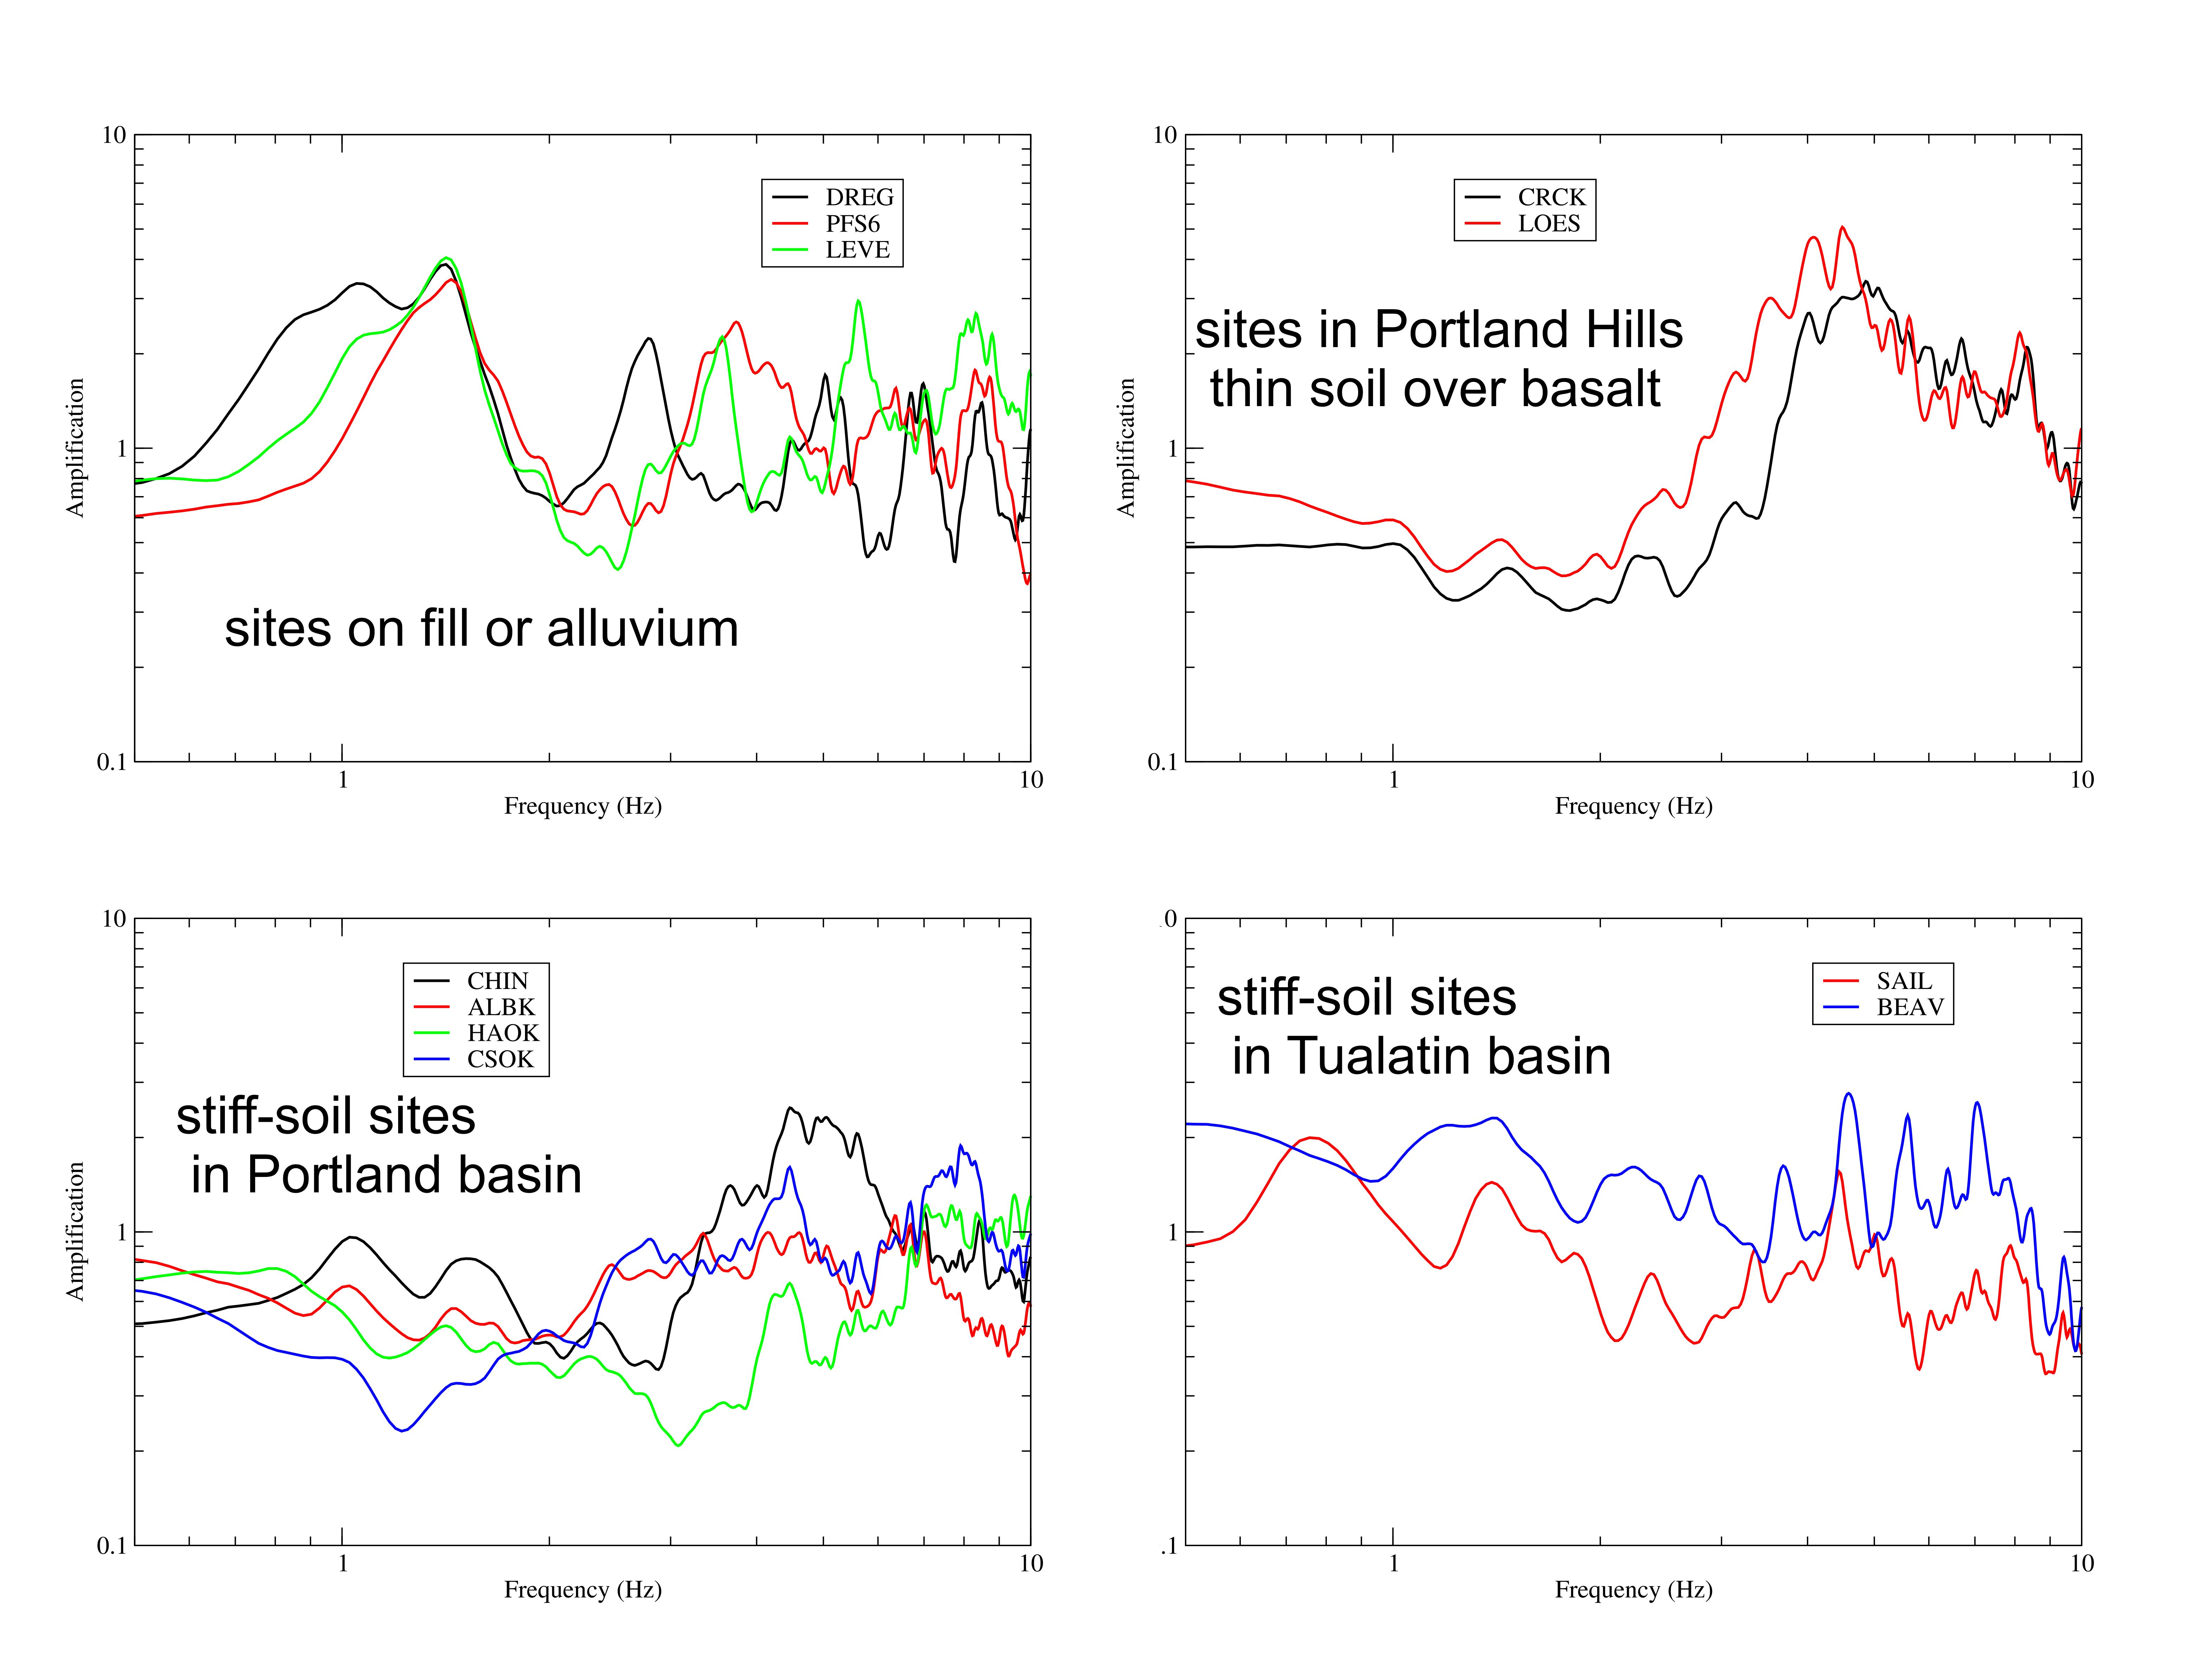 10
DREG
PFS6
LEVE
Amplification
1
sites on fill or alluvium
0.1
1
10
Frequency (Hz)
10
CRCK
LOES
sites in Portland Hills
thin soil over basalt
Amplification
1
0.1
1
10
Frequency (Hz)
10
CHIN
ALBK
HAOK
CSOK
stiff-soil sites
in Portland basin
Amplification
1
0.1
1
10
Frequency (Hz)
.0
SAIL
BEAV
stiff-soil sites
in Tualatin basin
1
.1
1
10
Frequency (Hz)